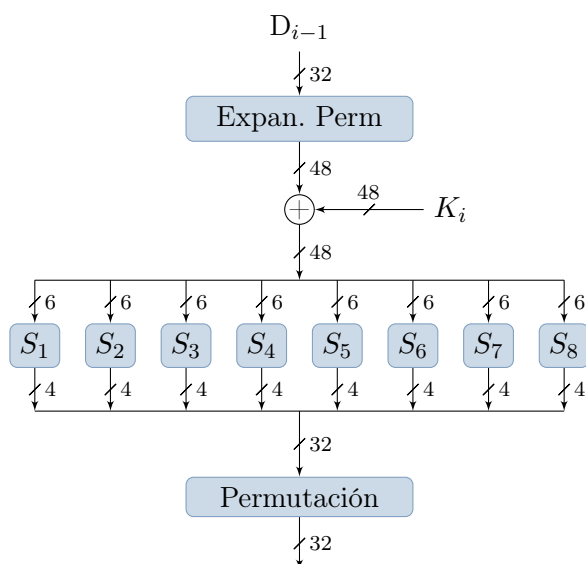 D_{i−1}
32
Expan. Perm
48
+ 48 K_i
48
6 6 6 6 6 6 6 6
S_1 S_2 S_3 S_4 S_5 S_6 S_7 S_8
4 4 4 4 4 4 4 4
32
Permutación
32